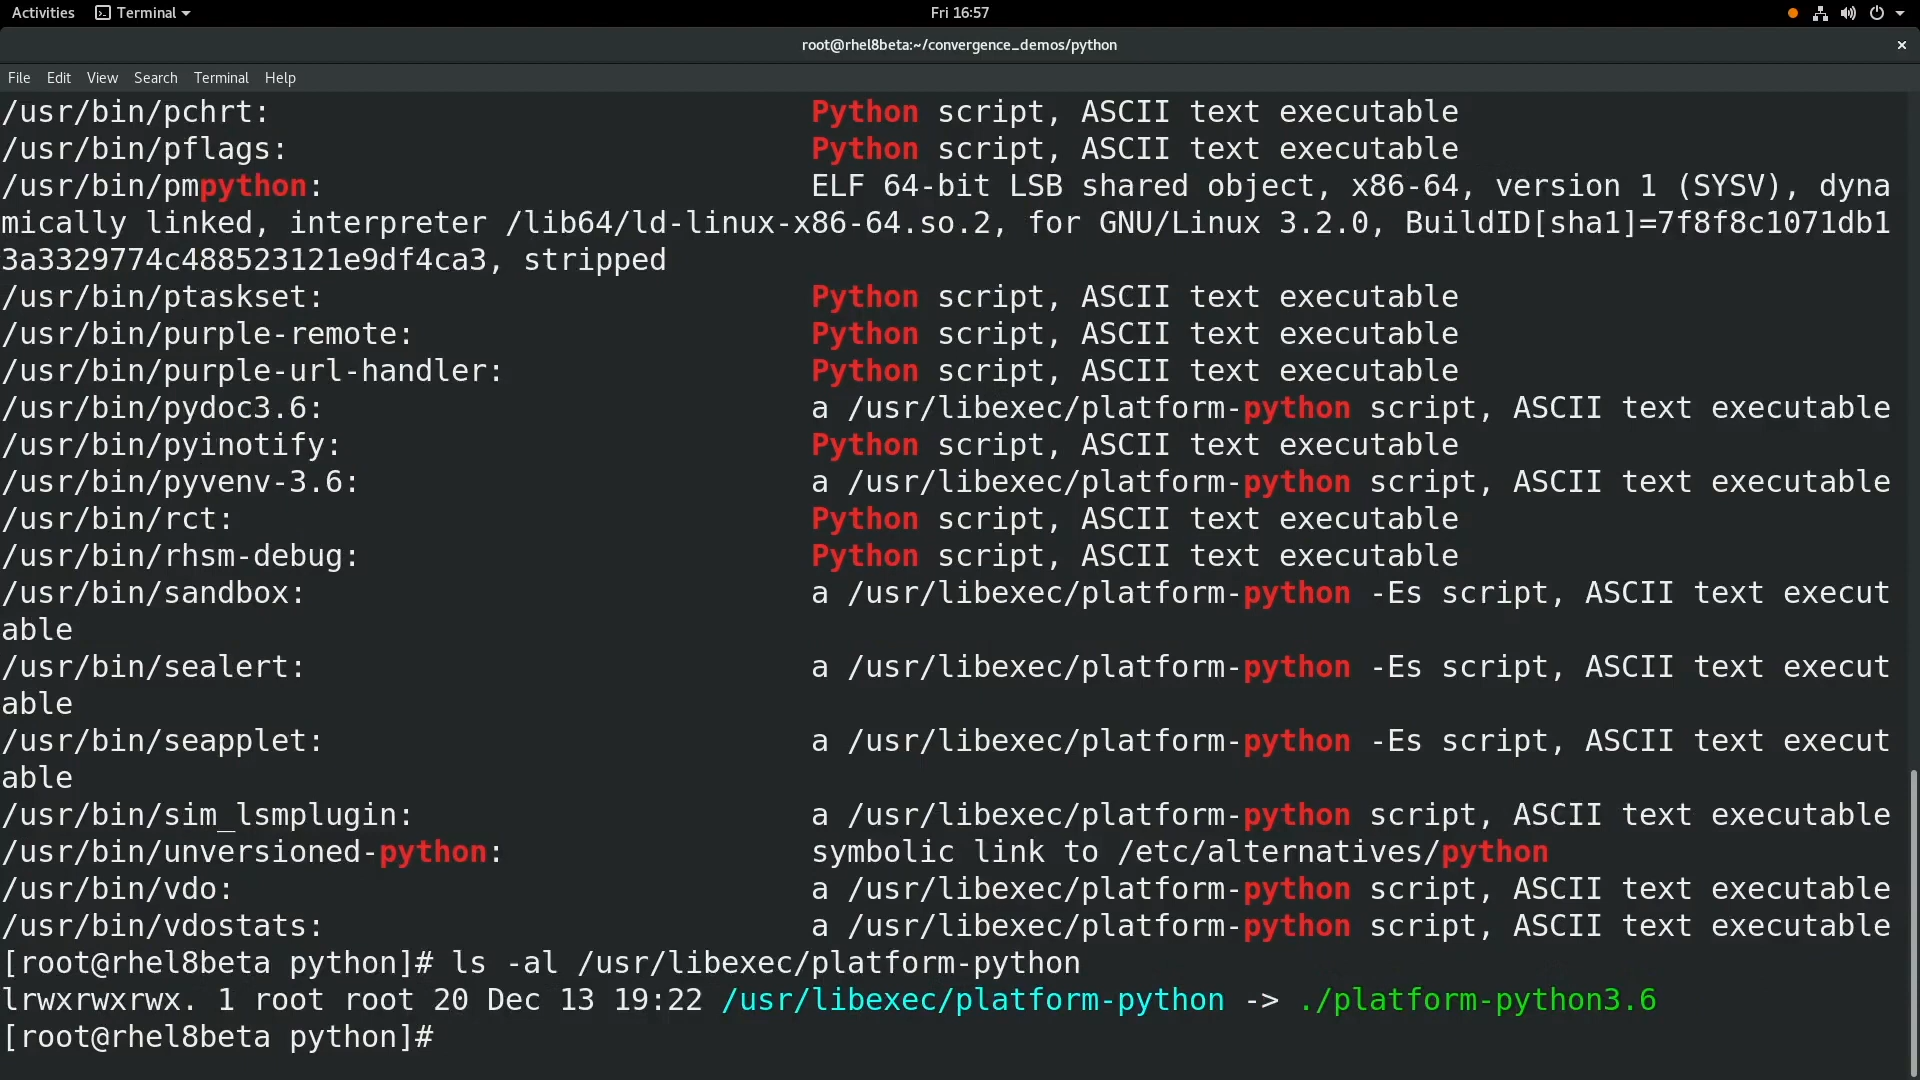 Activities Terminal Fri 16:57
root@rhel8beta:~/convergence_demos/python ×
File Edit View Search Terminal Help
/usr/bin/pchrt: Python script, ASCII text executable
/usr/bin/pflags: Python script, ASCII text executable
/usr/bin/pmpython: ELF 64-bit LSB shared object, x86-64, version 1 (SYSV), dyna
mically linked, interpreter /lib64/ld-linux-x86-64.so.2, for GNU/Linux 3.2.0, BuildID[sha1]=7f8f8c1071db1
3a3329774c488523121e9df4ca3, stripped
/usr/bin/ptaskset: Python script, ASCII text executable
/usr/bin/purple-remote: Python script, ASCII text executable
/usr/bin/purple-url-handler: Python script, ASCII text executable
/usr/bin/pydoc3.6: a /usr/libexec/platform-python script, ASCII text executable
/usr/bin/pyinotify: Python script, ASCII text executable
/usr/bin/pyvenv-3.6: a /usr/libexec/platform-python script, ASCII text executable
/usr/bin/rct: Python script, ASCII text executable
/usr/bin/rhsm-debug: Python script, ASCII text executable
/usr/bin/sandbox: a /usr/libexec/platform-python -Es script, ASCII text execut
able
/usr/bin/sealert: a /usr/libexec/platform-python -Es script, ASCII text execut
able
/usr/bin/seapplet: a /usr/libexec/platform-python -Es script, ASCII text execut
able
/usr/bin/sim_lsmplugin: a /usr/libexec/platform-python script, ASCII text executable
/usr/bin/unversioned-python: symbolic link to /etc/alternatives/python
/usr/bin/vdo: a /usr/libexec/platform-python script, ASCII text executable
/usr/bin/vdostats: a /usr/libexec/platform-python script, ASCII text executable
[root@rhel8beta python]# ls -al /usr/libexec/platform-python
lrwxrwxrwx. 1 root root 20 Dec 13 19:22 /usr/libexec/platform-python -> ./platform-python3.6
[root@rhel8beta python]#